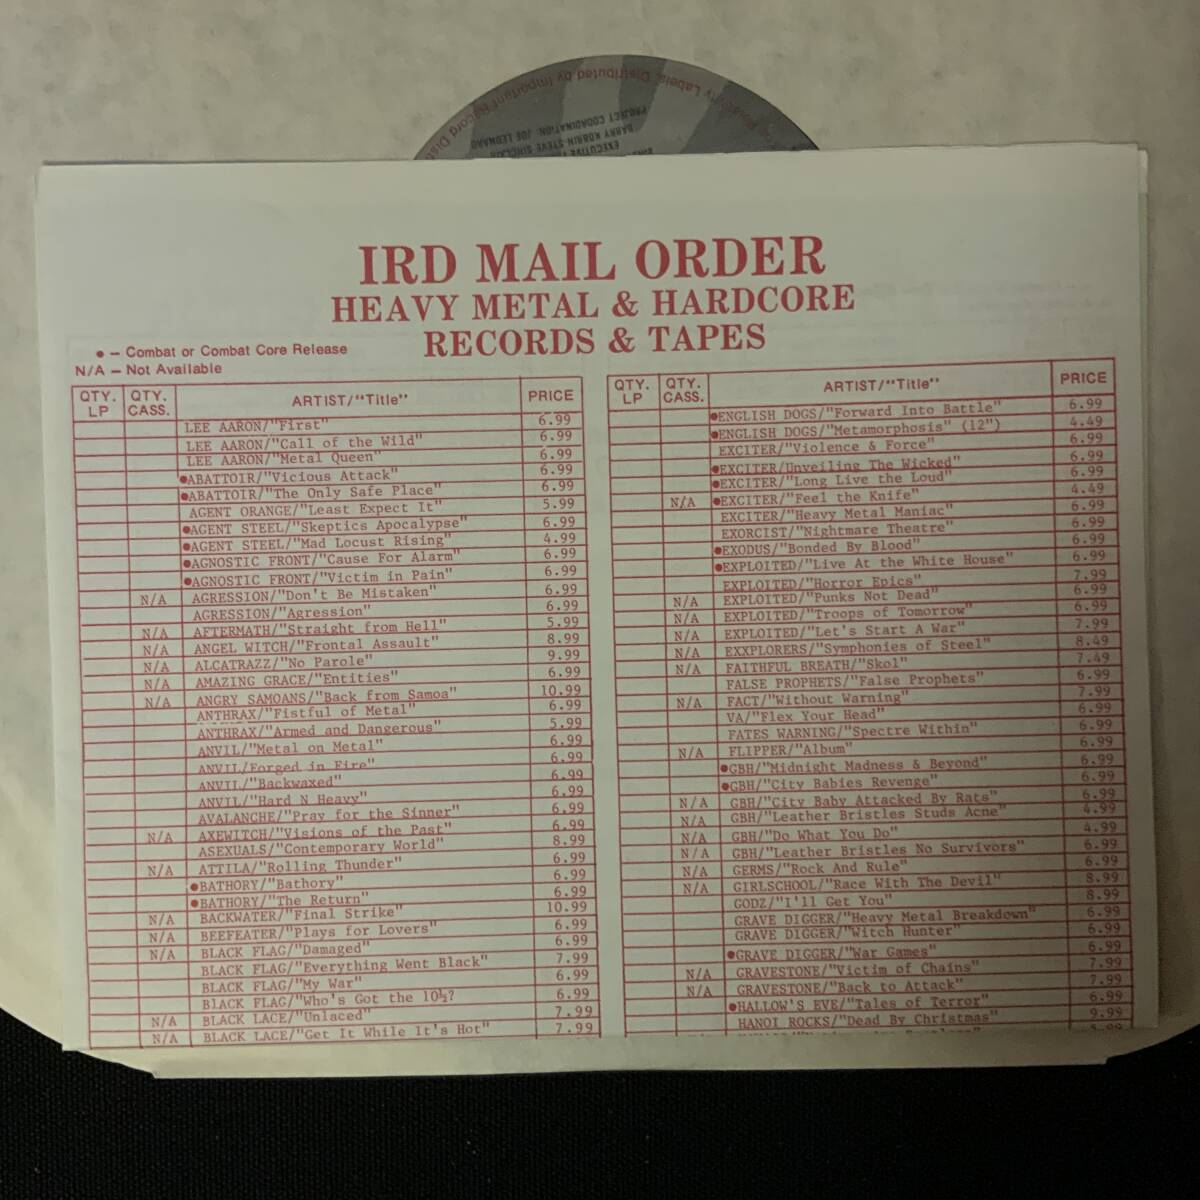 Labels, Distributed by Important Record Dist
PROJECT COORDINATION: JOE LEONARD
BARRY KOBRIN-STEVE SINCLAIR
EXECUTIVE
IRD MAIL ORDER
HEAVY METAL & HARDCORE
RECORDS & TAPES
● – Combat or Combat Core Release
N/A – Not Available
QTY. LP QTY. CASS. ARTIST/"Title" PRICE
LEE AARON/"First" 6.99
LEE AARON/"Call of the Wild" 6.99
LEE AARON/"Metal Queen" 6.99
●ABATTOIR/"Vicious Attack" 6.99
●ABATTOIR/"The Only Safe Place" 6.99
AGENT ORANGE/"Least Expect It" 5.99
●AGENT STEEL/"Skeptics Apocalypse" 6.99
●AGENT STEEL/"Mad Locust Rising" 4.99
●AGNOSTIC FRONT/"Cause For Alarm" 6.99
●AGNOSTIC FRONT/"Victim in Pain" 6.99
N/A AGRESSION/"Don't Be Mistaken" 6.99
AGRESSION/"Agression" 6.99
N/A AFTERMATH/"Straight from Hell" 5.99
N/A ANGEL WITCH/"Frontal Assault" 8.99
N/A ALCATRAZZ/"No Parole" 9.99
N/A AMAZING GRACE/"Entities" 6.99
N/A ANGRY SAMOANS/"Back from Samoa" 10.99
ANTHRAX/"Fistful of Metal" 6.99
ANTHRAX/"Armed and Dangerous" 5.99
ANVIL/"Metal on Metal" 6.99
ANVIL/Forged in Fire" 6.99
ANVIL/"Backwaxed" 6.99
ANVIL/"Hard N Heavy" 6.99
AVALANCHE/"Pray for the Sinner" 6.99
N/A AXEWITCH/"Visions of the Past" 6.99
ASEXUALS/"Contemporary World" 8.99
N/A ATTILA/"Rolling Thunder" 6.99
●BATHORY/"Bathory" 6.99
●BATHORY/"The Return" 6.99
N/A BACKWATER/"Final Strike" 10.99
N/A BEEFEATER/"Plays for Lovers" 6.99
N/A BLACK FLAG/"Damaged" 6.99
BLACK FLAG/"Everything Went Black" 7.99
BLACK FLAG/"My War" 6.99
BLACK FLAG/"Who's Got the 10½? 6.99
N/A BLACK LACE/"Unlaced" 7.99
N/A BLACK LACE/"Get It While It's Hot" 7.99
QTY. LP QTY. CASS. ARTIST/"Title" PRICE
●ENGLISH DOGS/"Forward Into Battle" 6.99
●ENGLISH DOGS/"Metamorphosis" (12") 4.49
EXCITER/"Violence & Force" 6.99
●EXCITER/Unveiling The Wicked" 6.99
●EXCITER/"Long Live the Loud" 6.99
N/A ●EXCITER/"Feel the Knife" 4.49
EXCITER/"Heavy Metal Maniac" 6.99
EXORCIST/"Nightmare Theatre" 6.99
●EXODUS/"Bonded By Blood" 6.99
●EXPLOITED/"Live At the White House" 6.99
EXPLOITED/"Horror Epics" 7.99
N/A EXPLOITED/"Punks Not Dead" 6.99
N/A EXPLOITED/"Troops of Tomorrow" 6.99
N/A EXPLOITED/"Let's Start A War" 7.99
N/A EXXPLORERS/"Symphonies of Steel" 8.49
N/A FAITHFUL BREATH/"Skol" 7.49
FALSE PROPHETS/"False Prophets" 6.99
N/A FACT/"Without Warning" 7.99
VA/"Flex Your Head" 6.99
FATES WARNING/"Spectre Within" 6.99
N/A FLIPPER/"Album" 6.99
●GBH/"Midnight Madness & Beyond" 6.99
●GBH/"City Babies Revenge" 6.99
N/A GBH/"City Baby Attacked By Rats" 6.99
N/A GBH/"Leather Bristles Studs Acne" 4.99
N/A GBH/"Do What You Do" 4.99
N/A GBH/"Leather Bristles No Survivors" 6.99
N/A GERMS/"Rock And Rule" 6.99
N/A GIRLSCHOOL/"Race With The Devil" 8.99
GODZ/"I'll Get You" 8.99
GRAVE DIGGER/"Heavy Metal Breakdown" 6.99
GRAVE DIGGER/"Witch Hunter" 6.99
●GRAVE DIGGER/"War Games" 6.99
N/A GRAVESTONE/"Victim of Chains" 7.99
N/A GRAVESTONE/"Back to Attack" 7.99
●HALLOW'S EVE/"Tales of Terror" 6.99
HANOI ROCKS/"Dead By Christmas" 9.99